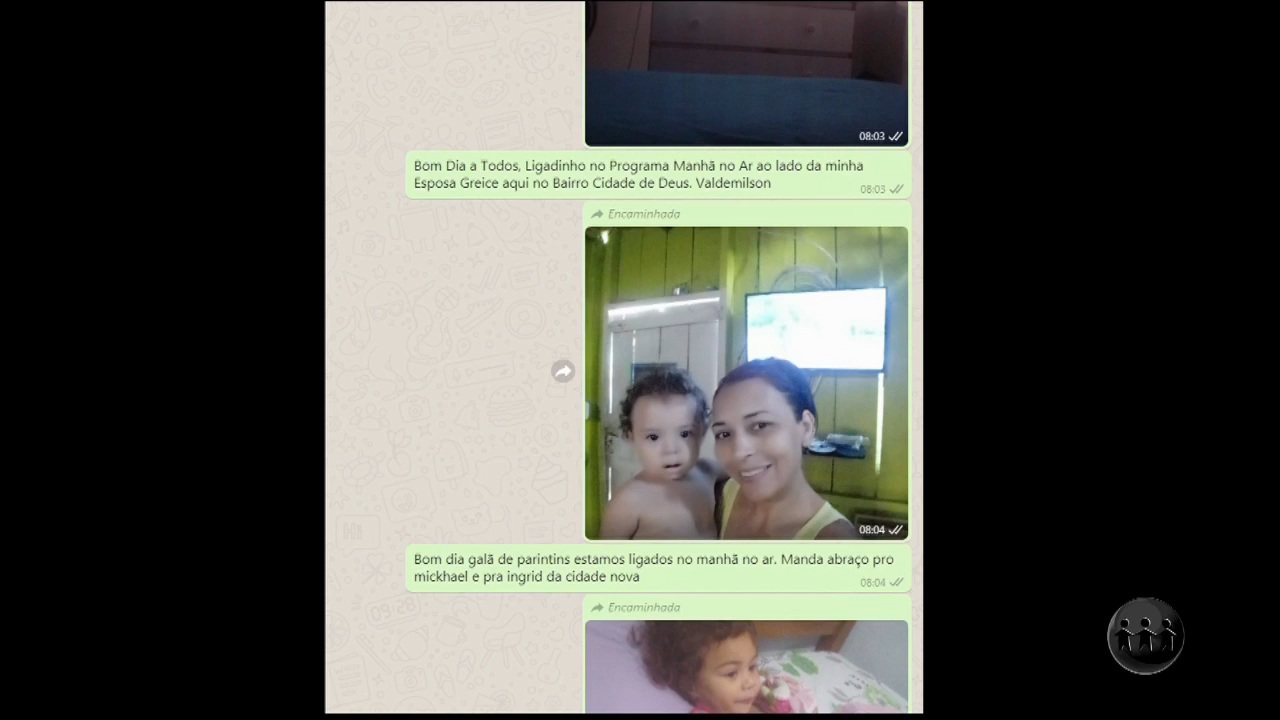 08:03
Bom Dia a Todos, Ligadinho no Programa Manhã no Ar ao lado da minha
Esposa Greice aqui no Bairro Cidade de Deus. Valdemilson
08:03
Encaminhada
08:04
Bom dia galã de parintins estamos ligados no manhã no ar. Manda abraço pro
mickhael e pra ingrid da cidade nova
08:04
Encaminhada